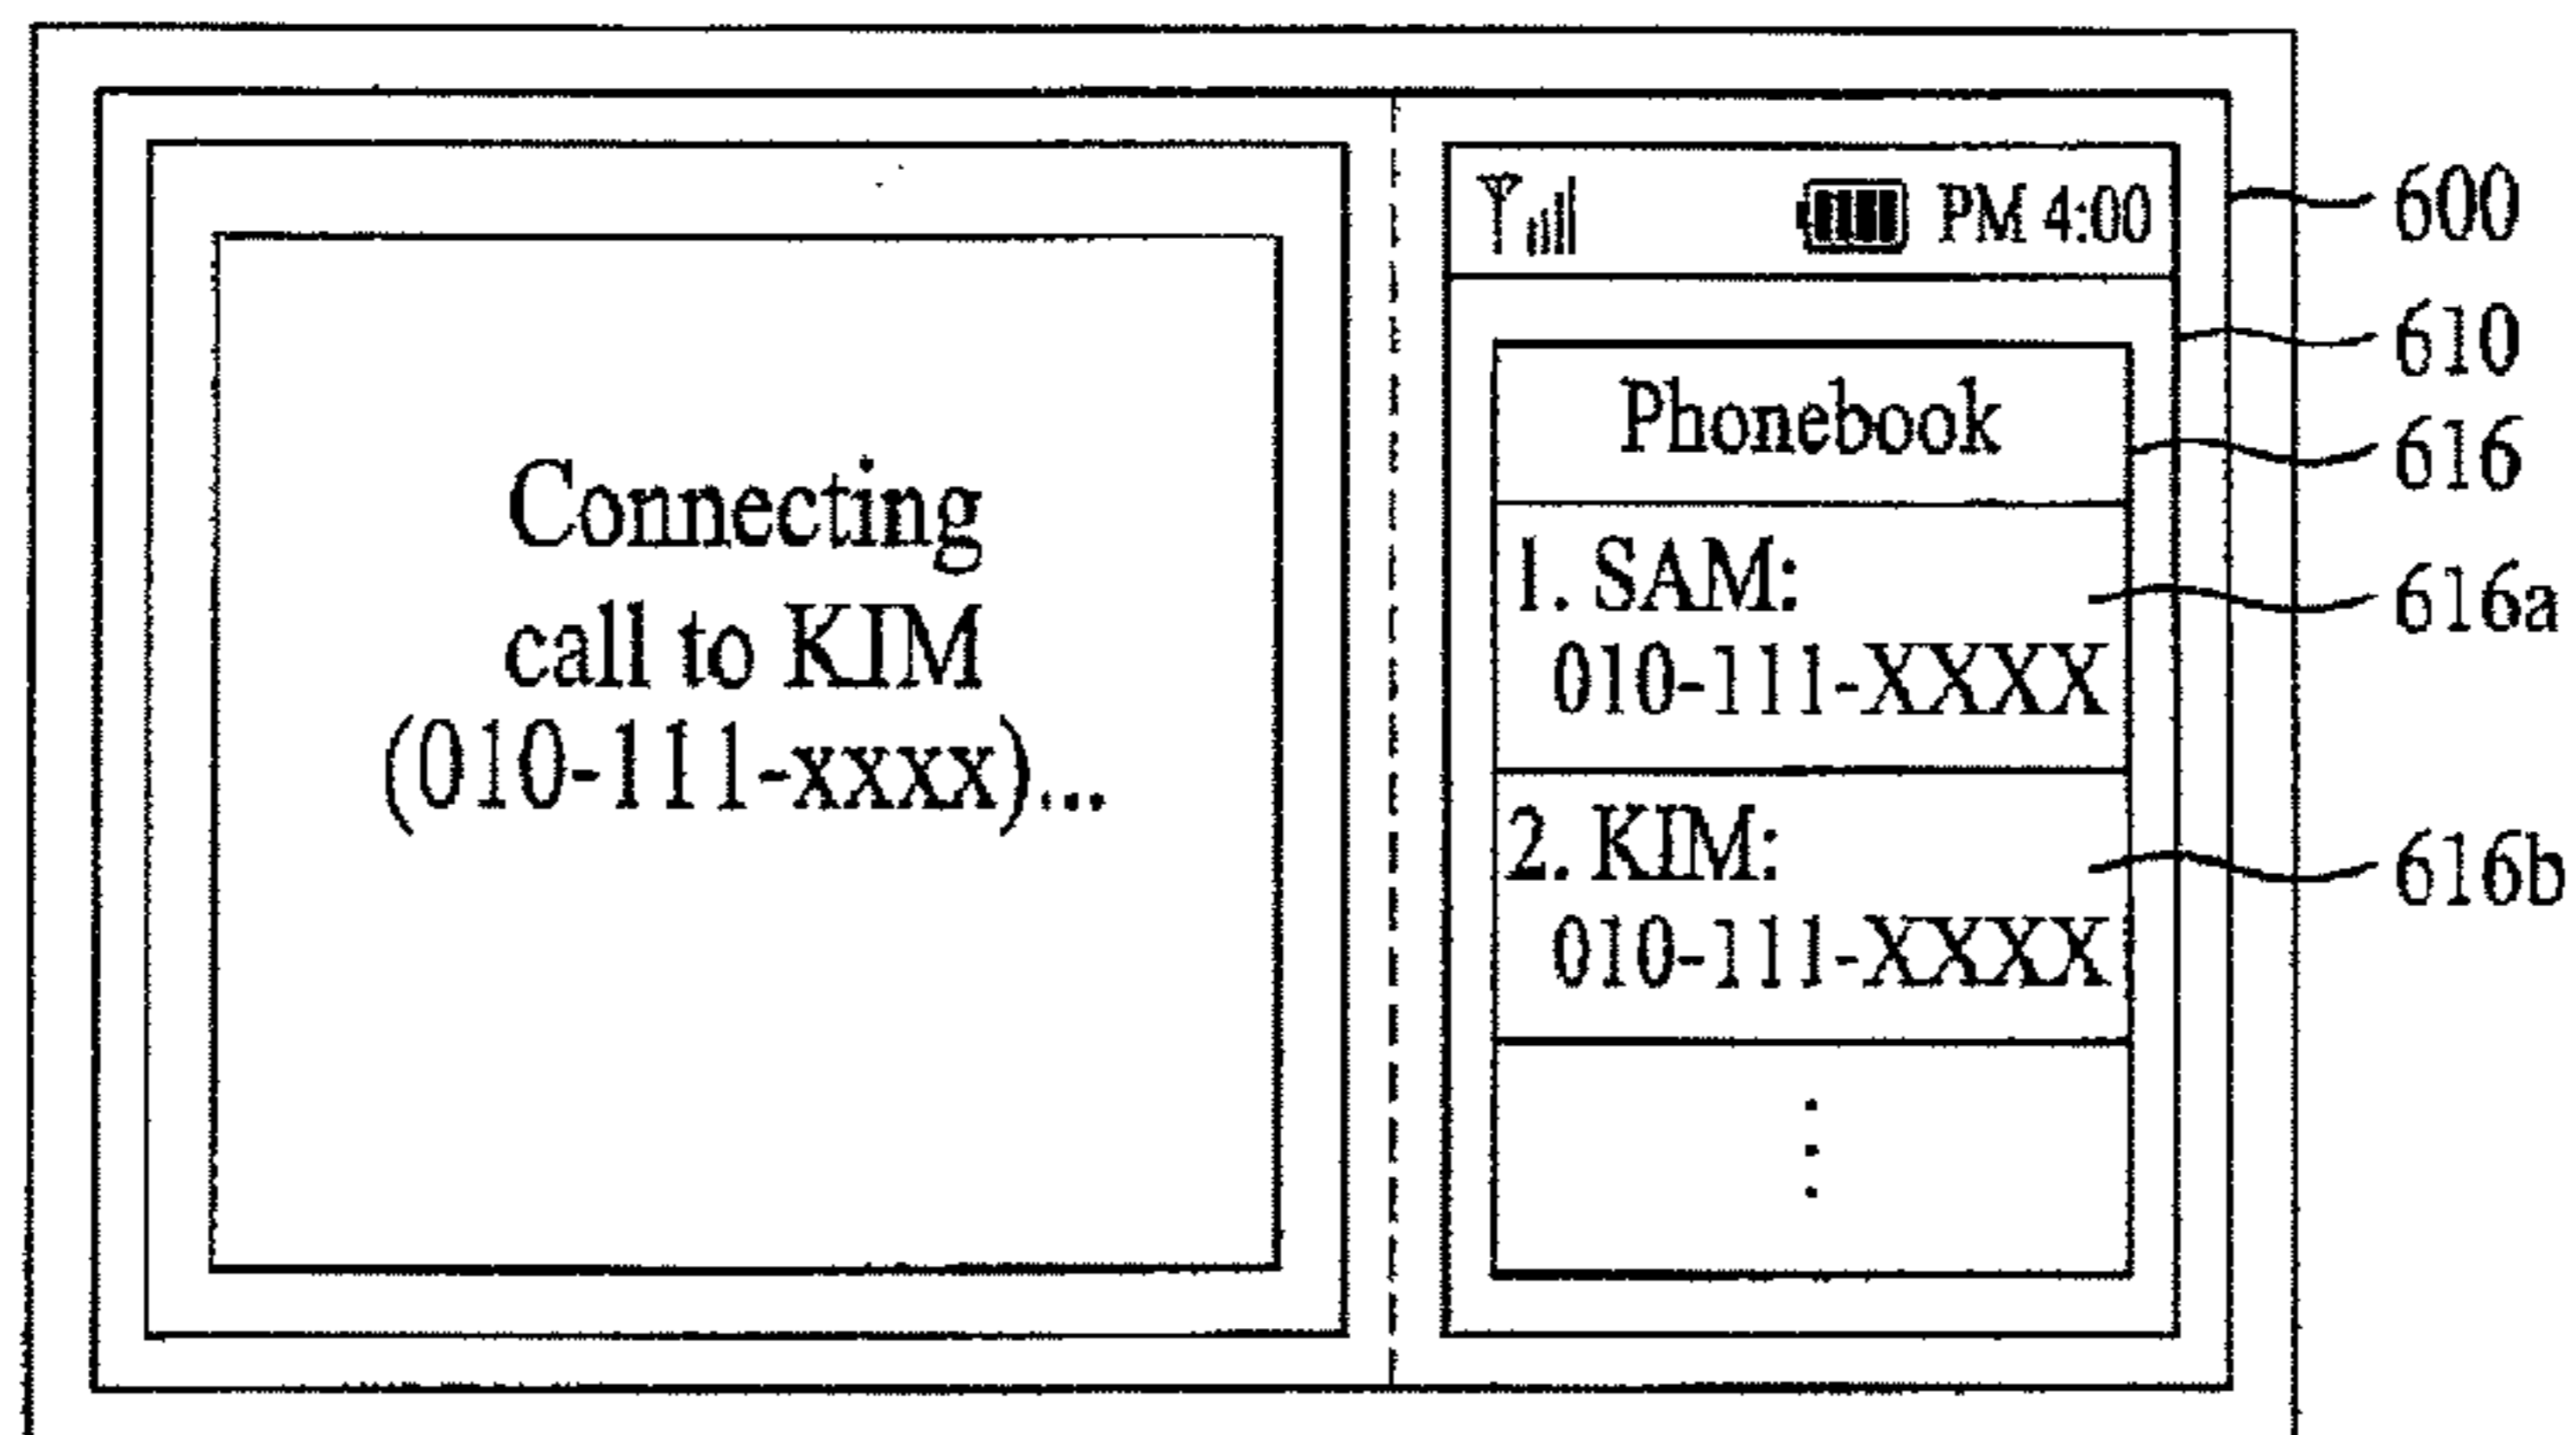 Connecting
call to KIM
(010-111-xxxx)...
PM 4:00
Phonebook
1. SAM:
010-111-XXXX
2. KIM:
010-111-XXXX
600
610
616
616a
616b